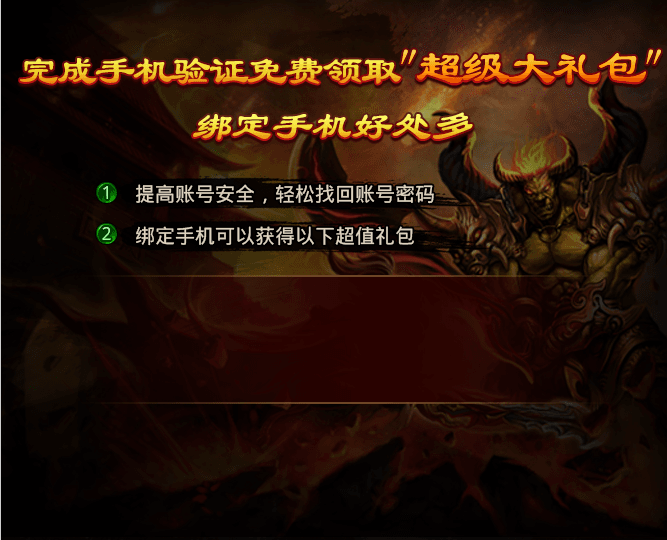 完成手机验证免费领取"超级大礼包"
绑定手机好处多
1 提高账号安全，轻松找回账号密码
2 绑定手机可以获得以下超值礼包